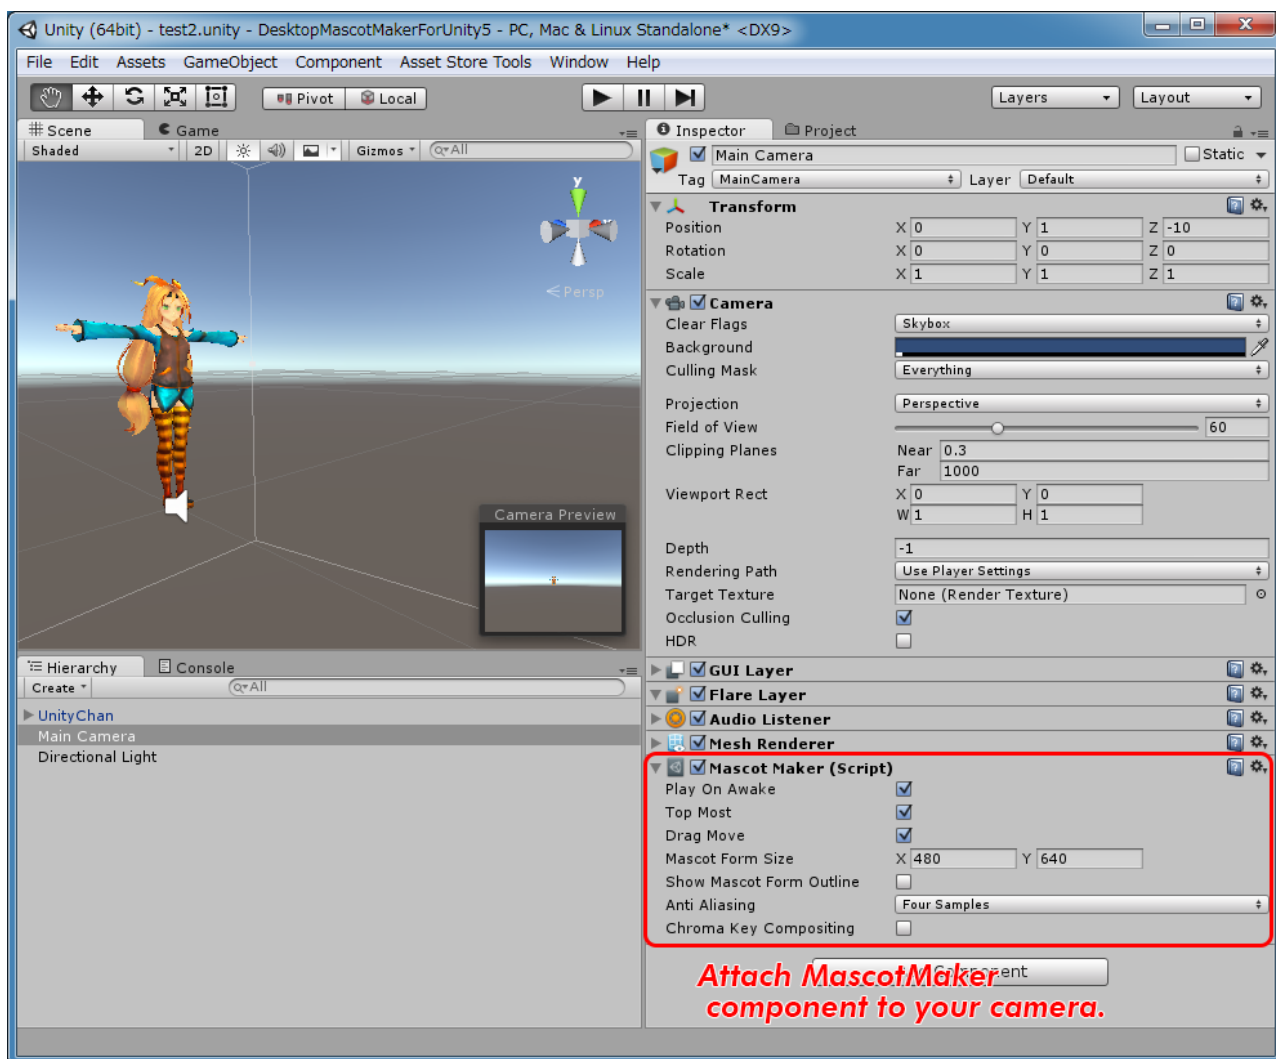 Unity (64bit) - test2.unity - DesktopMascotMakerForUnity5 - PC, Mac & Linux Standalone* <DX9>
File Edit Assets GameObject Component Asset Store Tools Window Help
Pivot Local Layers Layout
Scene Game
Shaded 2D Gizmos All
y
Persp
Camera Preview
Hierarchy Console
Create All
UnityChan
Main Camera
Directional Light
Inspector Project
Main Camera Static
Tag MainCamera Layer Default
Transform
Position X 0 Y 1 Z -10
Rotation X 0 Y 0 Z 0
Scale X 1 Y 1 Z 1
Camera
Clear Flags Skybox
Background
Culling Mask Everything
Projection Perspective
Field of View 60
Clipping Planes Near 0.3
Far 1000
Viewport Rect X 0 Y 0
W 1 H 1
Depth -1
Rendering Path Use Player Settings
Target Texture None (Render Texture)
Occlusion Culling
HDR
GUI Layer
Flare Layer
Audio Listener
Mesh Renderer
Mascot Maker (Script)
Play On Awake
Top Most
Drag Move
Mascot Form Size X 480 Y 640
Show Mascot Form Outline
Anti Aliasing Four Samples
Chroma Key Compositing
Attach MascotMaker
component to your camera.